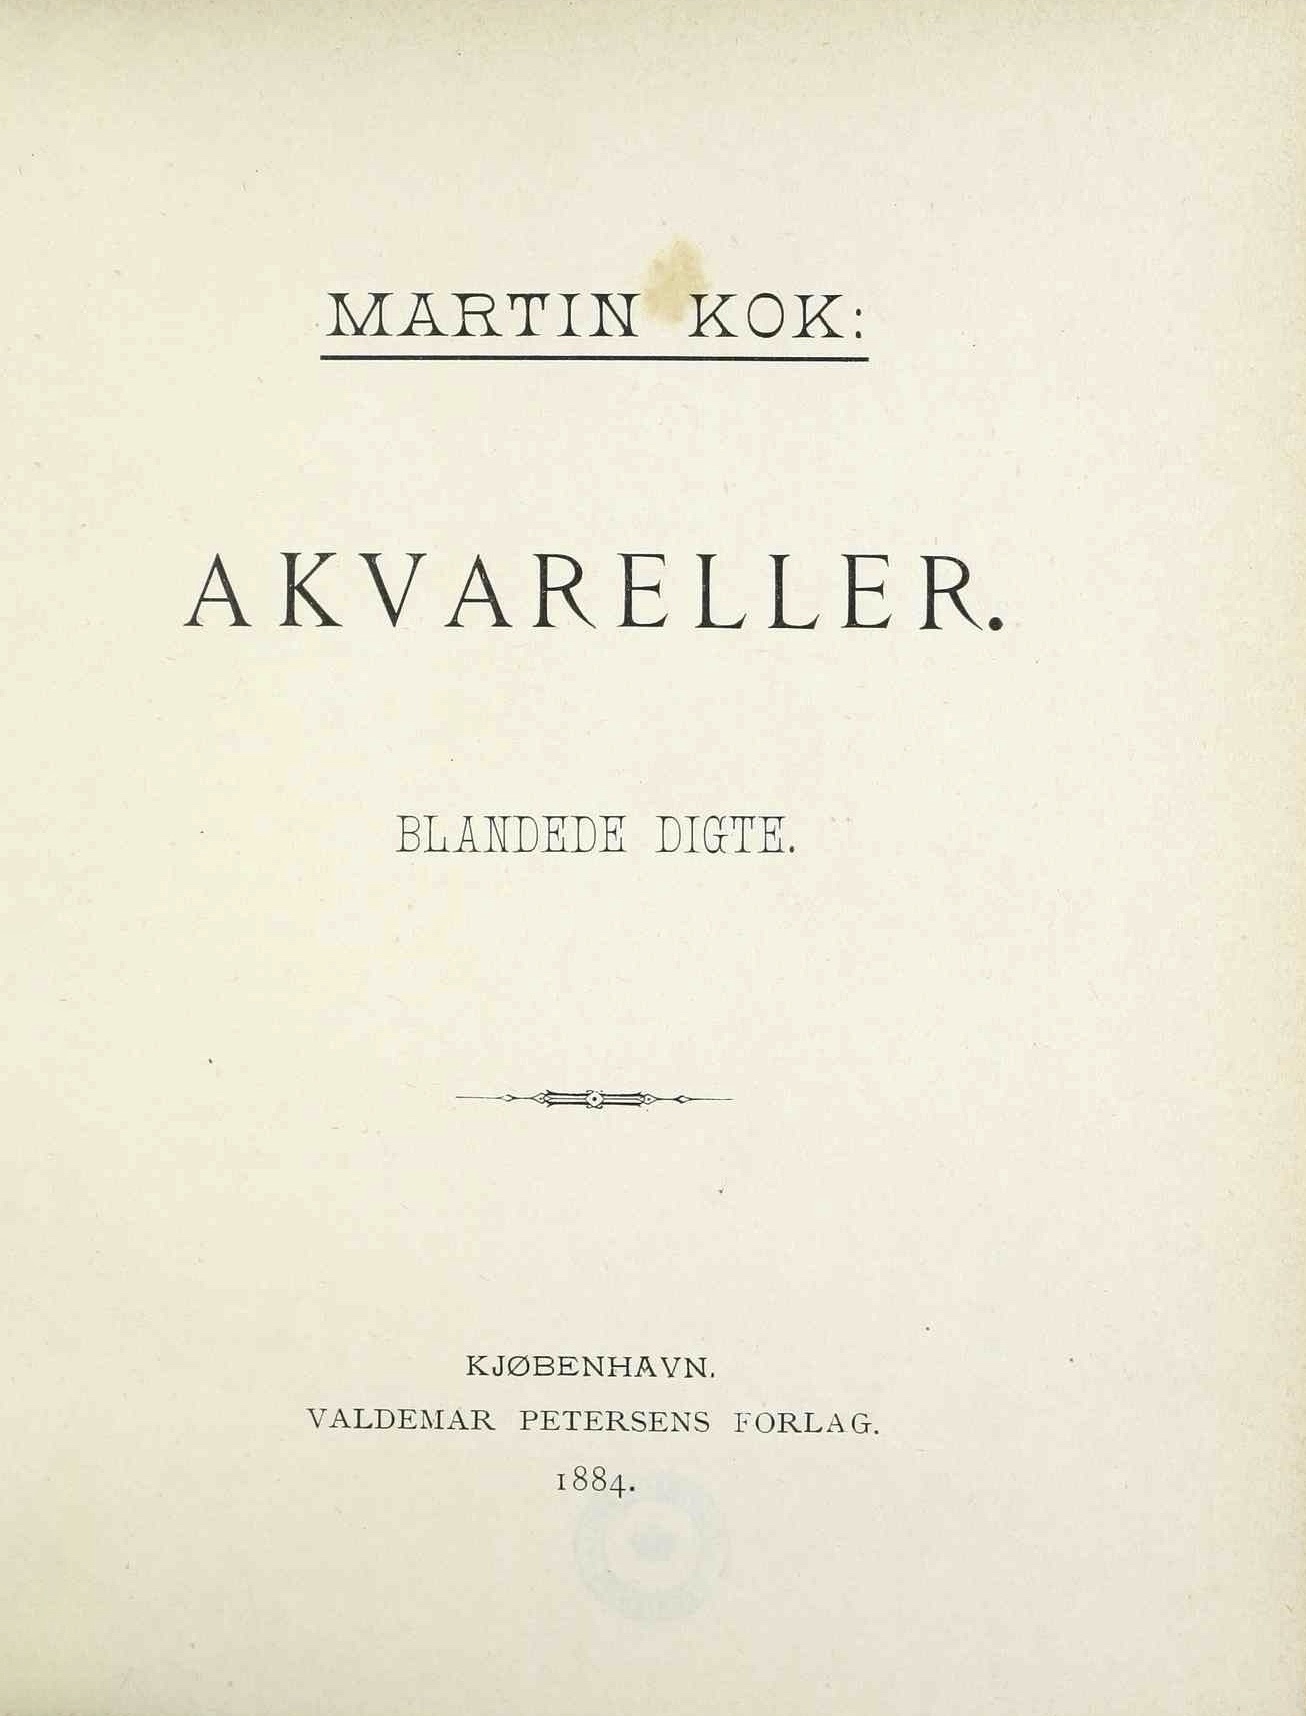 MARTIN KOK:
AKVARELLER.
BLANDEDE DIGTE.
KJØBENHAVN.
VALDEMAR PETERSENS FORLAG.
1884.